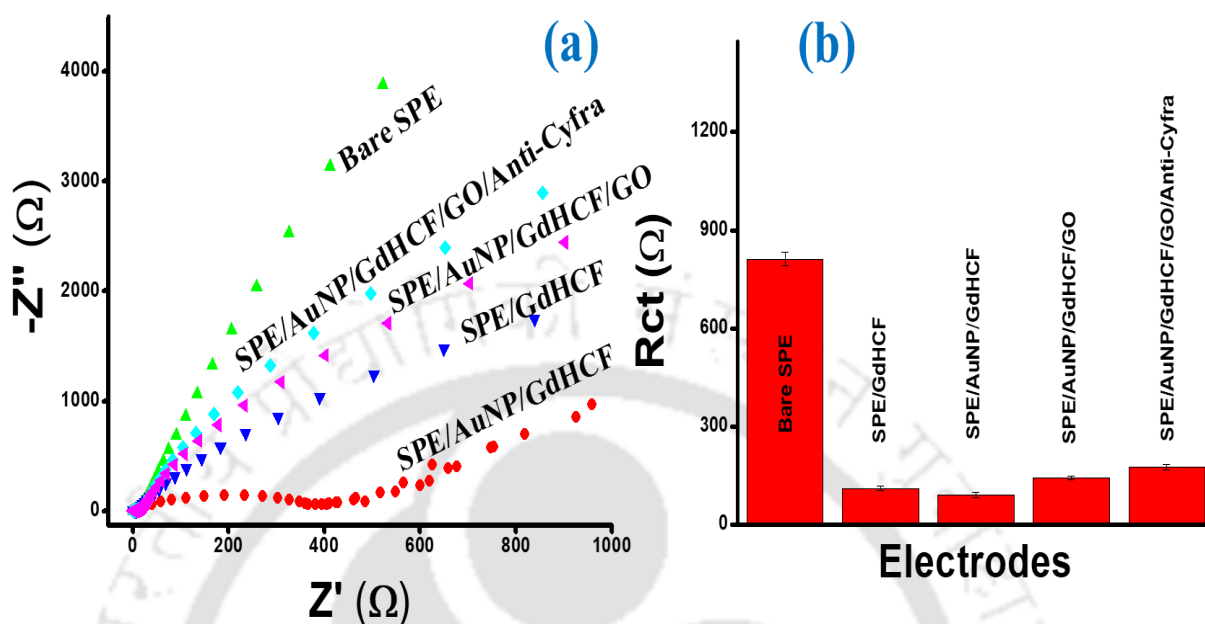 (a)
-Z'' (Ω)
4000
3000
2000
1000
0
Bare SPE
SPE/AuNP/GdHCF/GO/Anti-Cyfra
SPE/AuNP/GdHCF/GO
SPE/GdHCF
SPE/AuNP/GdHCF
0 200 400 600 800 1000
Z' (Ω)
(b)
Rct (Ω)
1200
900
600
300
0
Bare SPE
SPE/GdHCF
SPE/AuNP/GdHCF
SPE/AuNP/GdHCF/GO
SPE/AuNP/GdHCF/GO/Anti-Cyfra
Electrodes